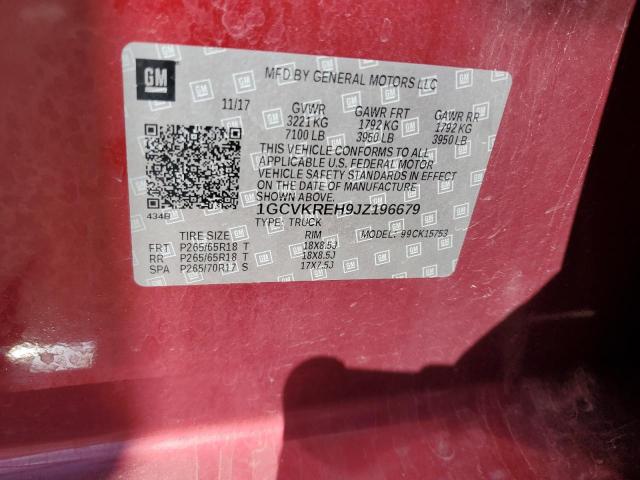 GM
MFD BY GENERAL MOTORS LLC
11/17 GVWR GAWR FRT GAWR RR
3221 KG 1792 KG 1792 KG
7100 LB 3950 LB 3950 LB
THIS VEHICLE CONFORMS TO ALL
APPLICABLE U.S. FEDERAL MOTOR
VEHICLE SAFETY STANDARDS IN EFFECT
ON THE DATE OF MANUFACTURE
SHOWN ABOVE.
434B 1GCVKREH9JZ196679
TYPE: TRUCK
TIRE SIZE RIM MODEL: 99CK15753
FRT P265/65R18 T 18X8.5J
RR P265/65R18 T 18X8.5J
SPA P265/70R17 S 17X7.5J